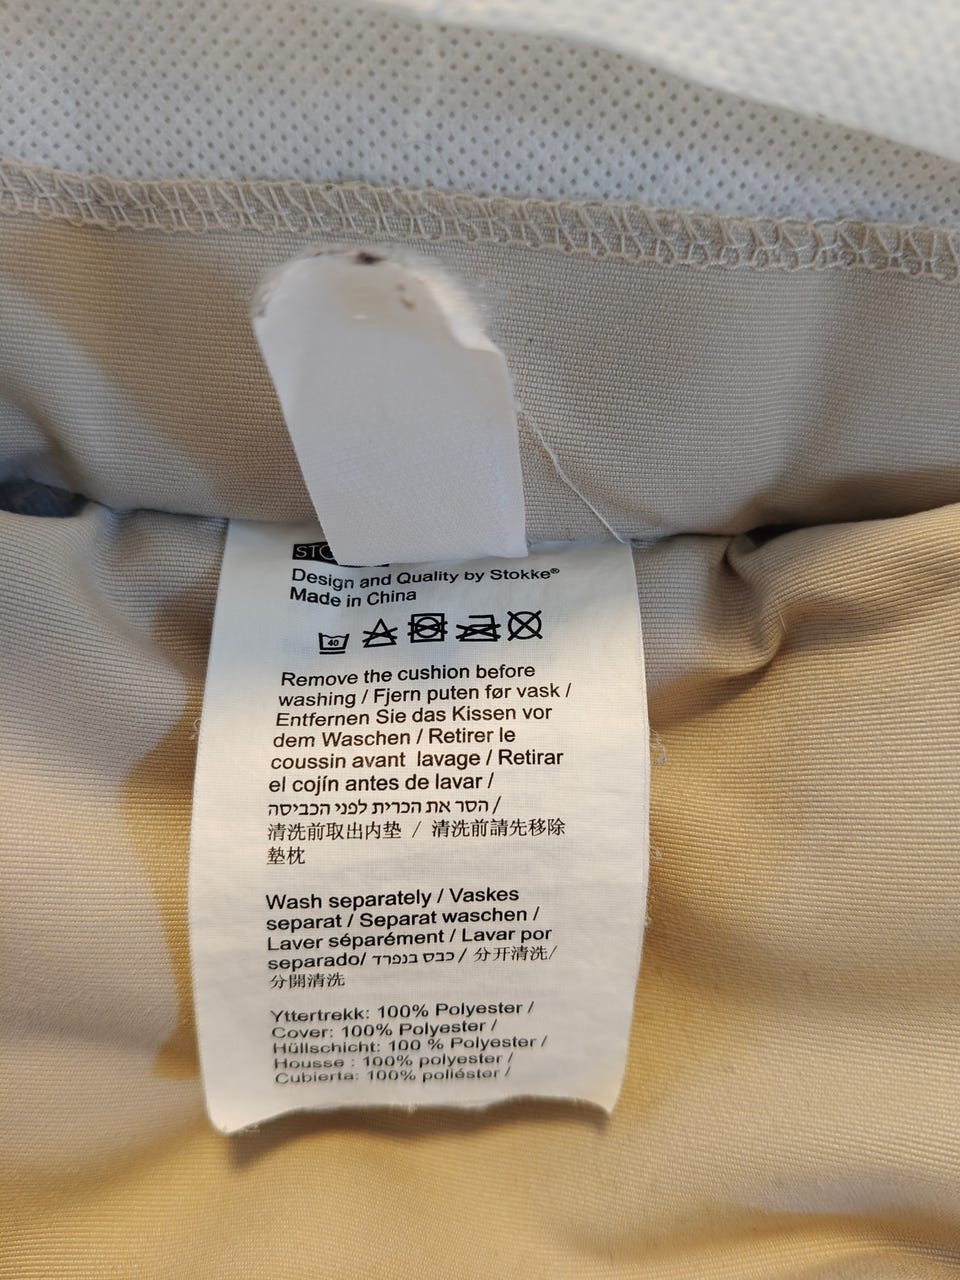 Design and Quality by Stokke®
Made in China
40
Remove the cushion before
washing / Fjern puten før vask /
Entfernen Sie das Kissen vor
dem Waschen / Retirer le
coussin avant lavage / Retirar
el cojín antes de lavar /
הסר את הכרית לפני הכביסה /
清洗前取出内垫 / 清洗前請先移除
墊枕
Wash separately / Vaskes
separat / Separat waschen /
Laver séparément / Lavar por
separado/ כבס בנפרד / 分开清洗/
分開清洗
Yttertrekk: 100% Polyester /
Cover: 100% Polyester /
Hüllschicht: 100 % Polyester /
Housse : 100% polyester /
Cubierta: 100% poliéster /